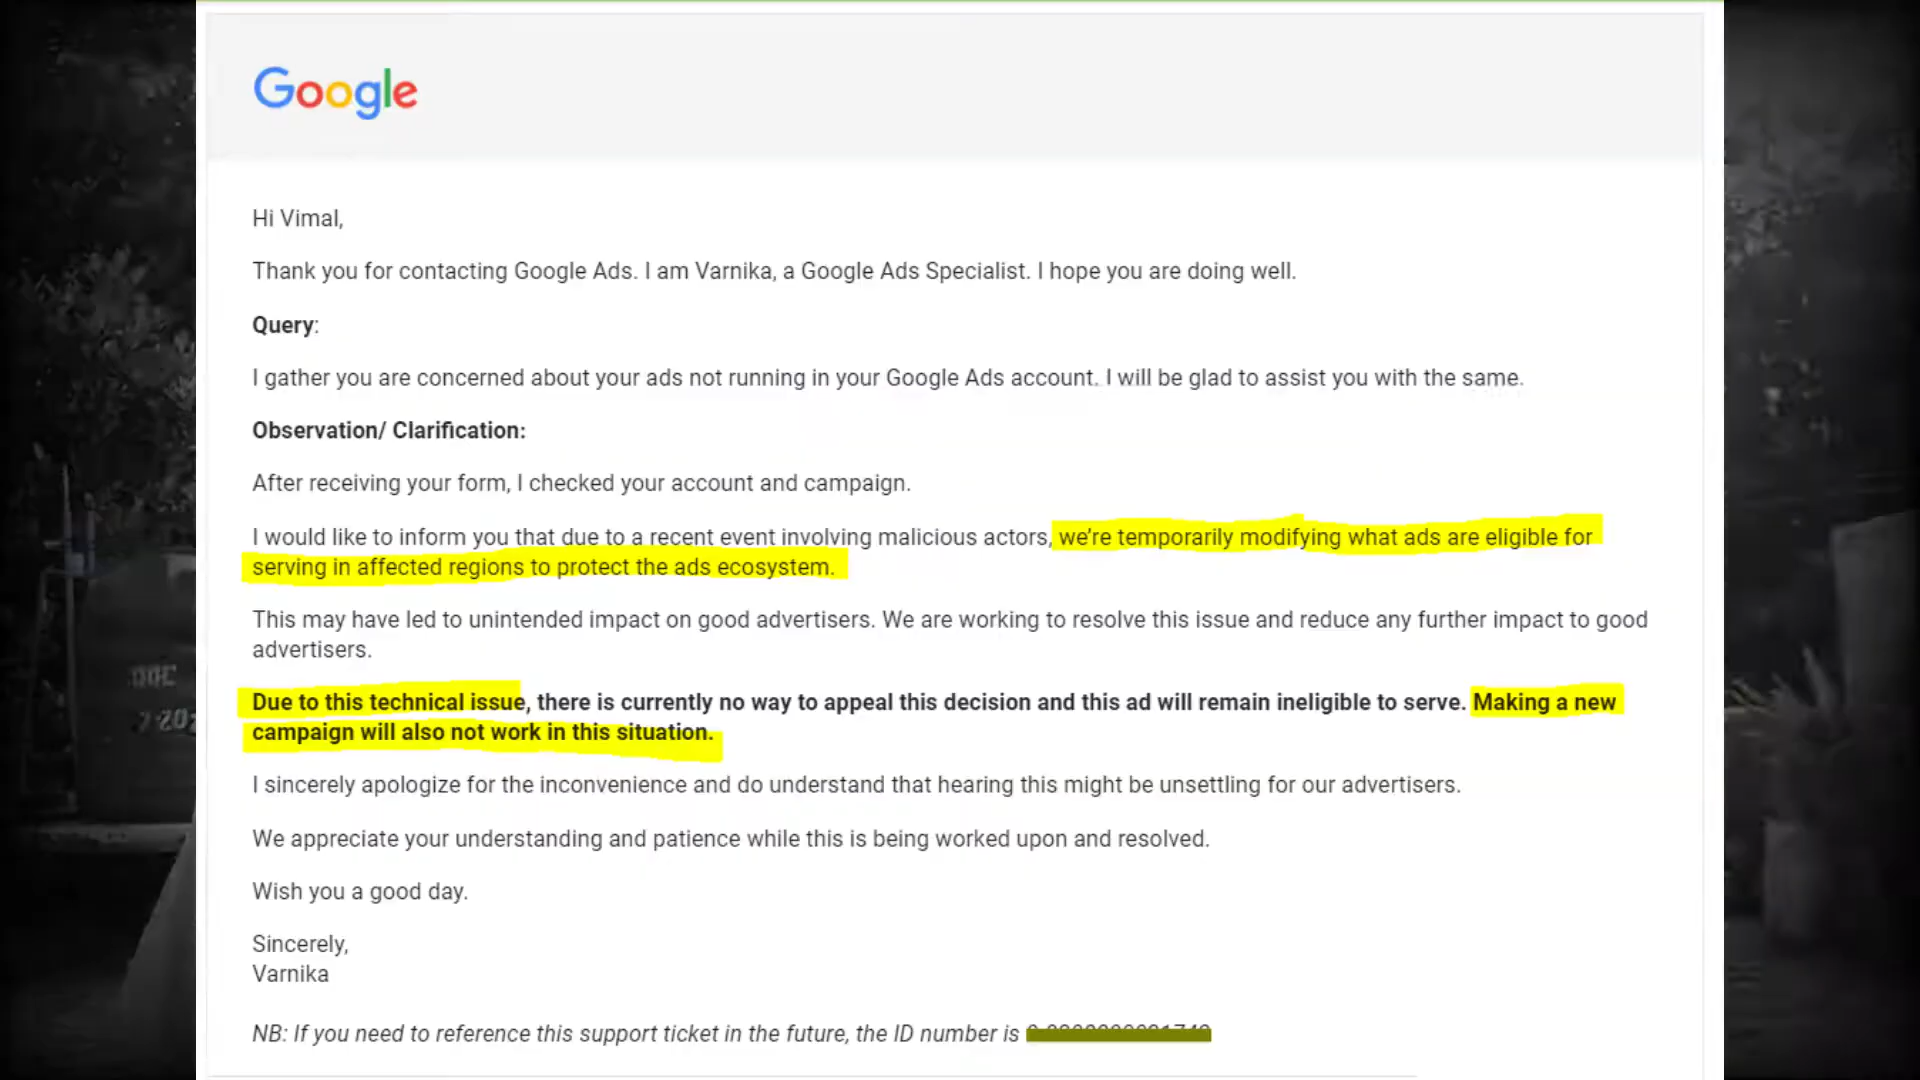 Google
Hi Vimal,
Thank you for contacting Google Ads. I am Varnika, a Google Ads Specialist. I hope you are doing well.
Query:
I gather you are concerned about your ads not running in your Google Ads account. I will be glad to assist you with the same.
Observation/ Clarification:
After receiving your form, I checked your account and campaign.
I would like to inform you that due to a recent event involving malicious actors, we're temporarily modifying what ads are eligible for
serving in affected regions to protect the ads ecosystem.
This may have led to unintended impact on good advertisers. We are working to resolve this issue and reduce any further impact to good
advertisers.
Due to this technical issue, there is currently no way to appeal this decision and this ad will remain ineligible to serve. Making a new
campaign will also not work in this situation.
I sincerely apologize for the inconvenience and do understand that hearing this might be unsettling for our advertisers.
We appreciate your understanding and patience while this is being worked upon and resolved.
Wish you a good day.
Sincerely,
Varnika
NB: If you need to reference this support ticket in the future, the ID number is